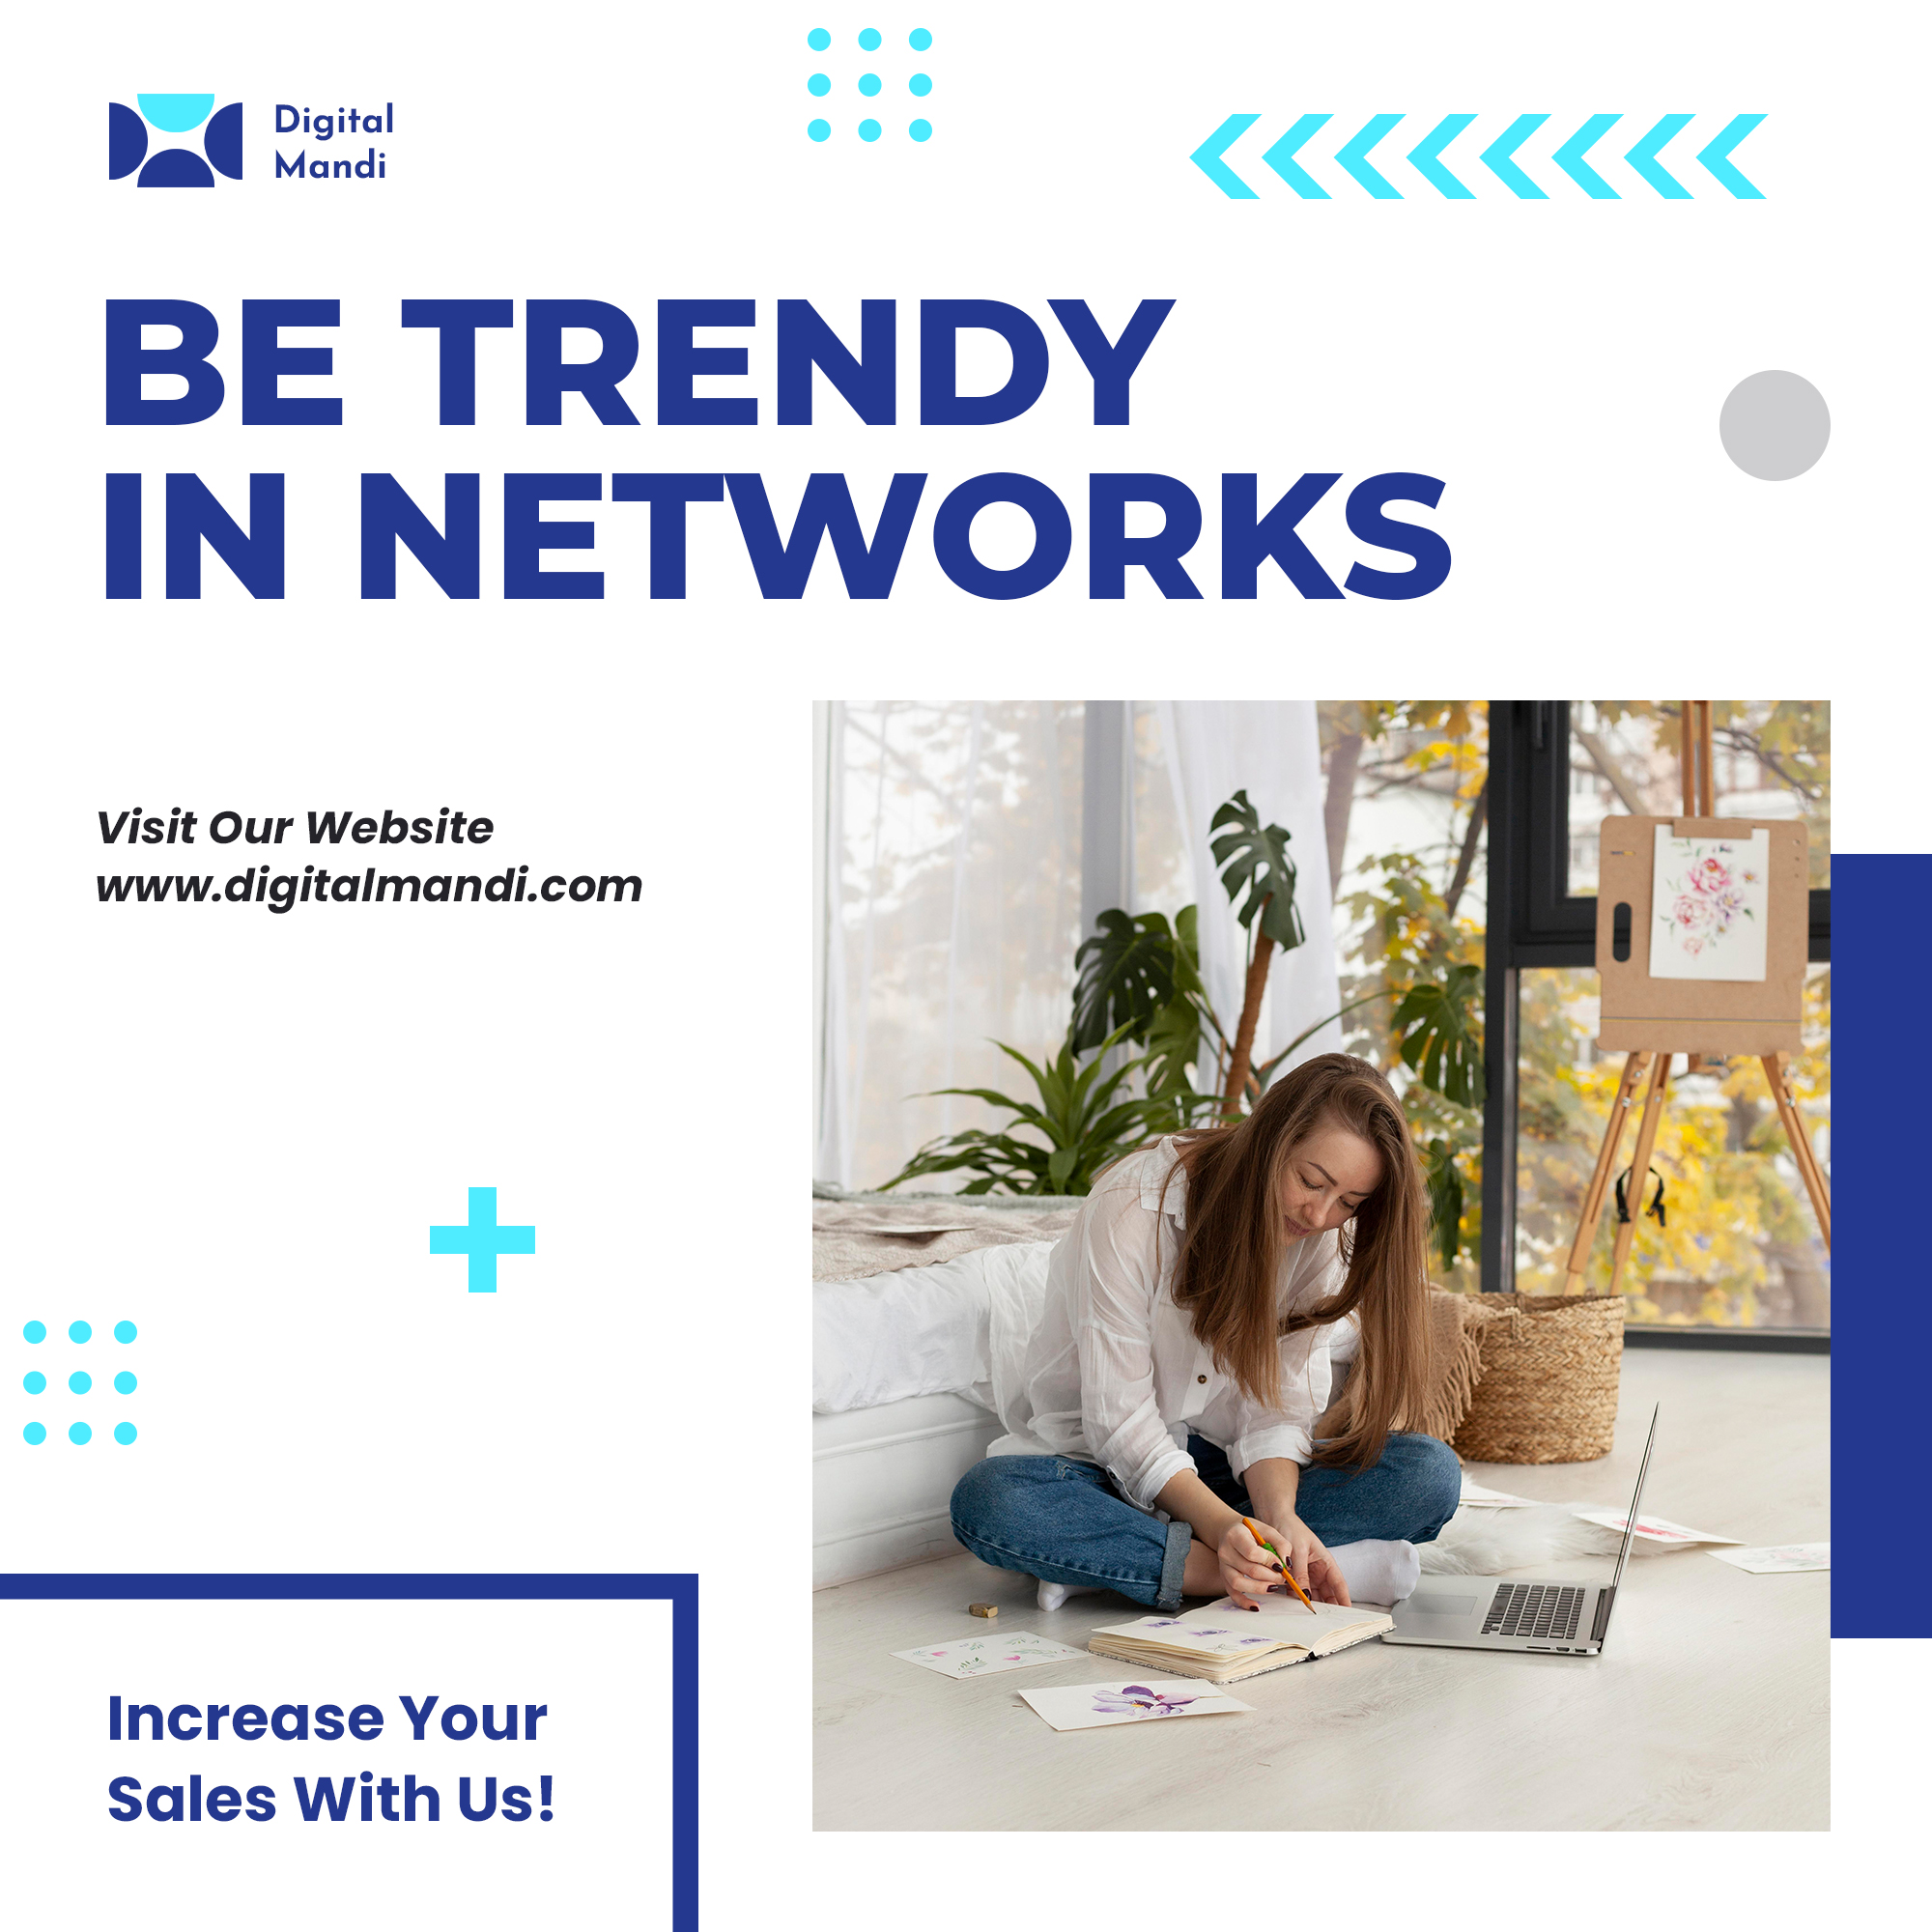 Digital
Mandi
BE TRENDY
IN NETWORKS
Visit Our Website
www.digitalmandi.com
Increase Your
Sales With Us!